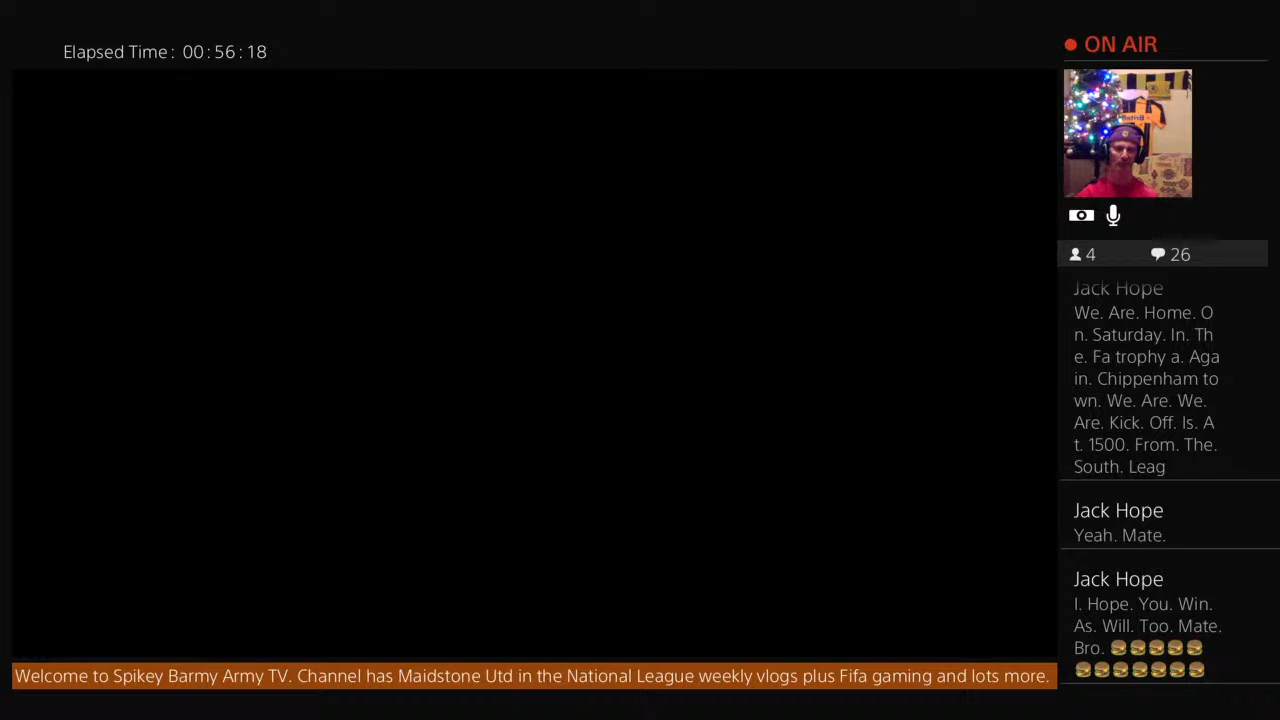 Elapsed Time: 00:56:18
ON AIR
4 26
Jack Hope
We. Are. Home. O
n. Saturday. In. Th
e. Fa trophy a. Aga
in. Chippenham to
wn. We. Are. We.
Are. Kick. Off. Is. A
t. 1500. From. The.
South. Leag
Jack Hope
Yeah. Mate.
Jack Hope
I. Hope. You. Win.
As. Will. Too. Mate.
Bro. 🍔🍔🍔🍔🍔
🍔🍔🍔🍔🍔🍔🍔
Welcome to Spikey Barmy Army TV. Channel has Maidstone Utd in the National League weekly vlogs plus Fifa gaming and lots more.